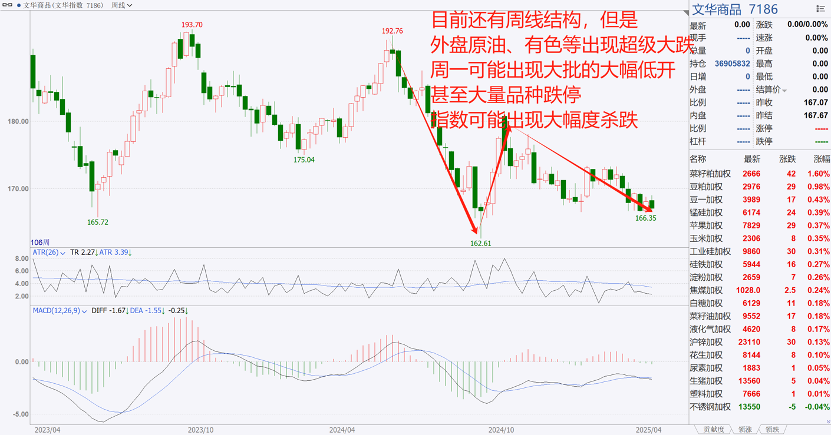 文华商品(文华指数 7186) 周线
193.70
192.76
180.00
175.04
170.00
165.72
162.61
166.35
108周
目前还有周线结构，但是
外盘原油、有色等出现超级大跌
周一可能出现大批的大幅低开
甚至大量品种跌停
指数可能出现大幅度杀跌
ATR(26) TR 2.27↓ATR 3.39↓
8.00
6.00
4.00
2.00
MACD(12,26,9) DIFF -1.67↓DEA -1.55↓ -0.25↓
0.00
-5.00
2023/04 2023/10 2024/04 2024/10 2025/04
文华商品 7186
最新 0.00 涨跌 0.00/0.00%
现手 ----- 速涨 0.00%
总量 0 开盘 0.00
持仓 36905832 最高 0.00
日增 0 最低 0.00
外盘 ----- 结算价 0.00
比例 ----- 昨收 167.07
内盘 ----- 昨结 167.67
比例 ----- 涨停 -----
杠杆 ----- 跌停 -----
名称 最新 涨跌 涨幅
菜籽粕加权 2666 42 1.60%
豆粕加权 2976 29 0.98%
豆一加权 3989 17 0.43%
锰硅加权 6174 24 0.39%
苹果加权 7829 29 0.37%
玉米加权 2306 8 0.35%
工业硅加权 9860 30 0.31%
硅铁加权 5944 16 0.27%
淀粉加权 2659 7 0.26%
焦煤加权 1028.0 2.5 0.24%
白糖加权 6129 11 0.18%
菜籽油加权 9552 17 0.18%
液化气加权 4620 8 0.17%
沪锌加权 23110 30 0.13%
花生加权 8144 8 0.10%
尿素加权 1883 1 0.05%
生猪加权 13560 5 0.04%
塑料加权 7666 1 0.01%
不锈钢加权 13550 -5 -0.04%
贡献度 领涨 领跌